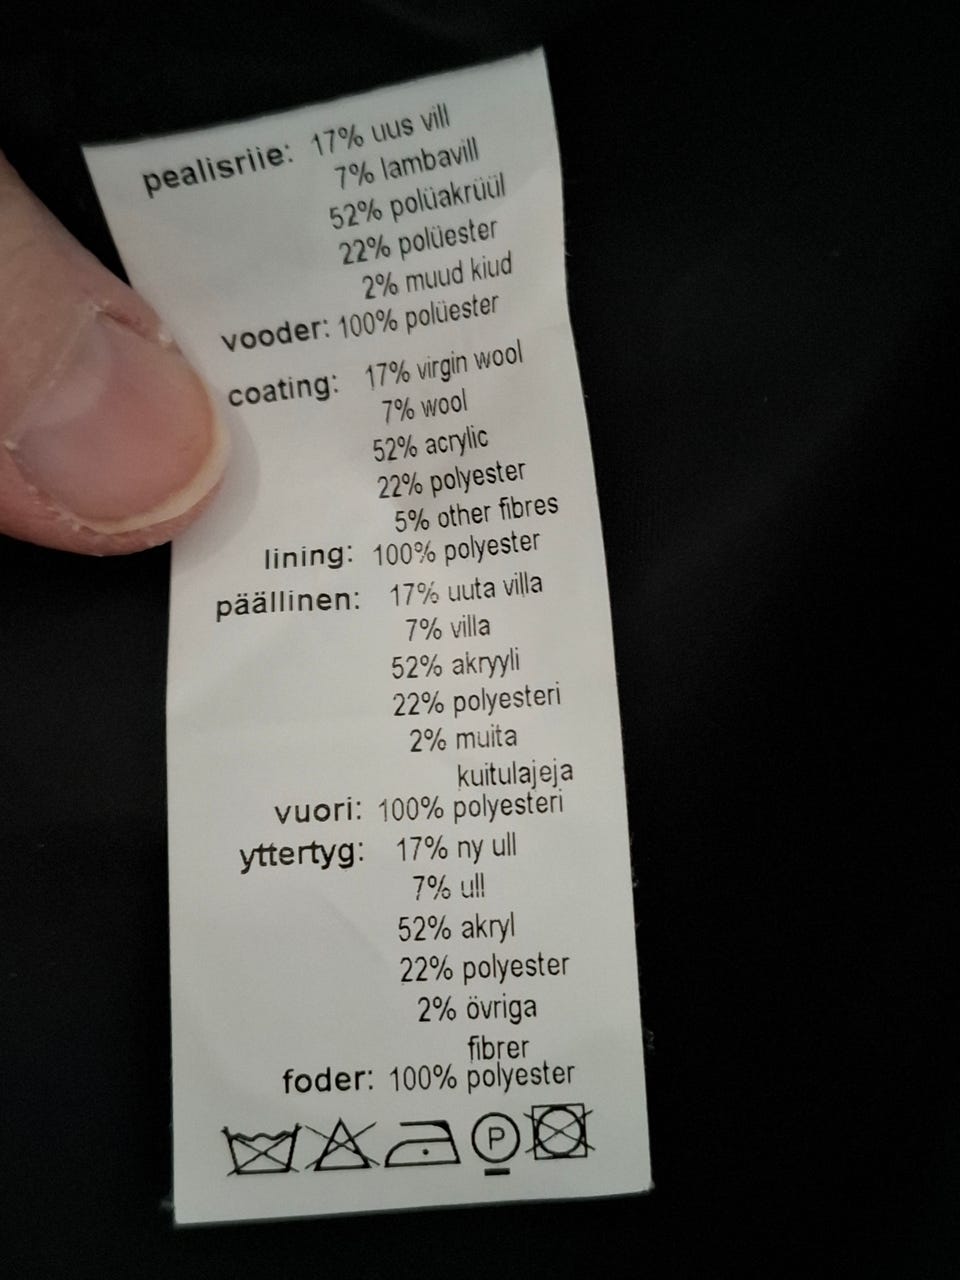 pealisriie: 17% uus vill
7% lambavill
52% polüakrüül
22% polüester
2% muud kiud
vooder: 100% polüester
coating: 17% virgin wool
7% wool
52% acrylic
22% polyester
5% other fibres
lining: 100% polyester
päällinen: 17% uuta villa
7% villa
52% akryyli
22% polyesteri
2% muita
kuitulajeja
vuori: 100% polyesteri
yttertyg: 17% ny ull
7% ull
52% akryl
22% polyester
2% övriga
fibrer
foder: 100% polyester
P